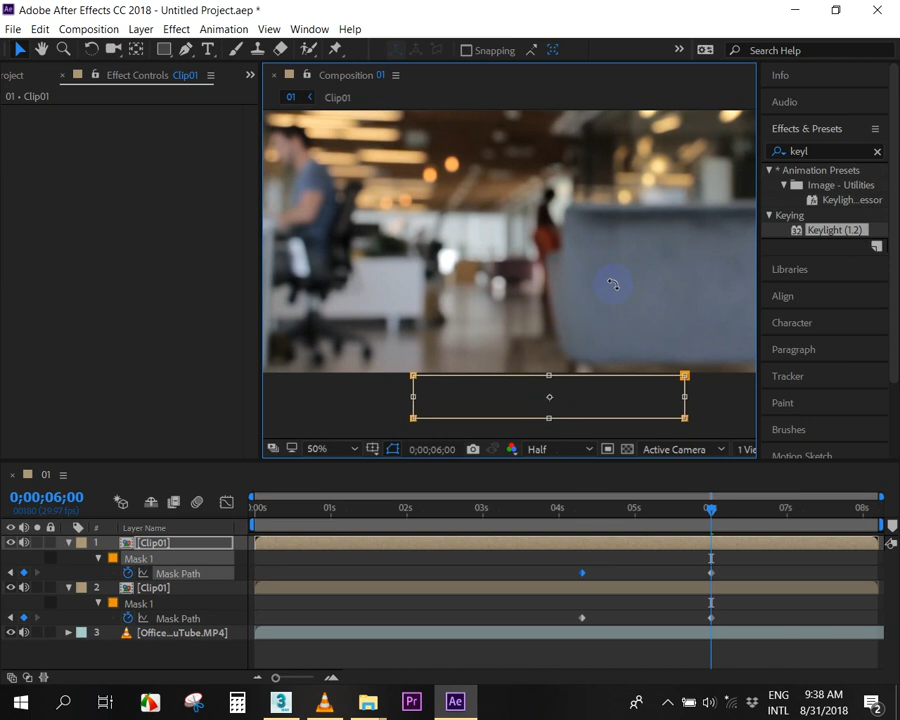 Adobe After Effects CC 2018 - Untitled Project.aep *
File Edit Composition Layer Effect Animation View Window Help
Snapping
Search Help
roject
Effect Controls Clip01
01 • Clip01
Composition 01
01 Clip01
Info
Audio
Effects & Presets
keyl
* Animation Presets
Image - Utilities
Keyligh...essor
Keying
Keylight (1.2)
Libraries
Align
Character
Paragraph
Tracker
Paint
Brushes
Motion Sketch
50%
0;00;06;00
Half
Active Camera
1 Vi
01
0;00;06;00
00180 (29.97 fps)
# Layer Name
:00s 01s 02s 03s 04s 05s 07s 08s
1 [Clip01]
Mask 1
Mask Path
2 [Clip01]
Mask 1
Mask Path
3 [Office...uTube.MP4]
3
Pr
Ae
ENG
INTL
9:38 AM
8/31/2018
2